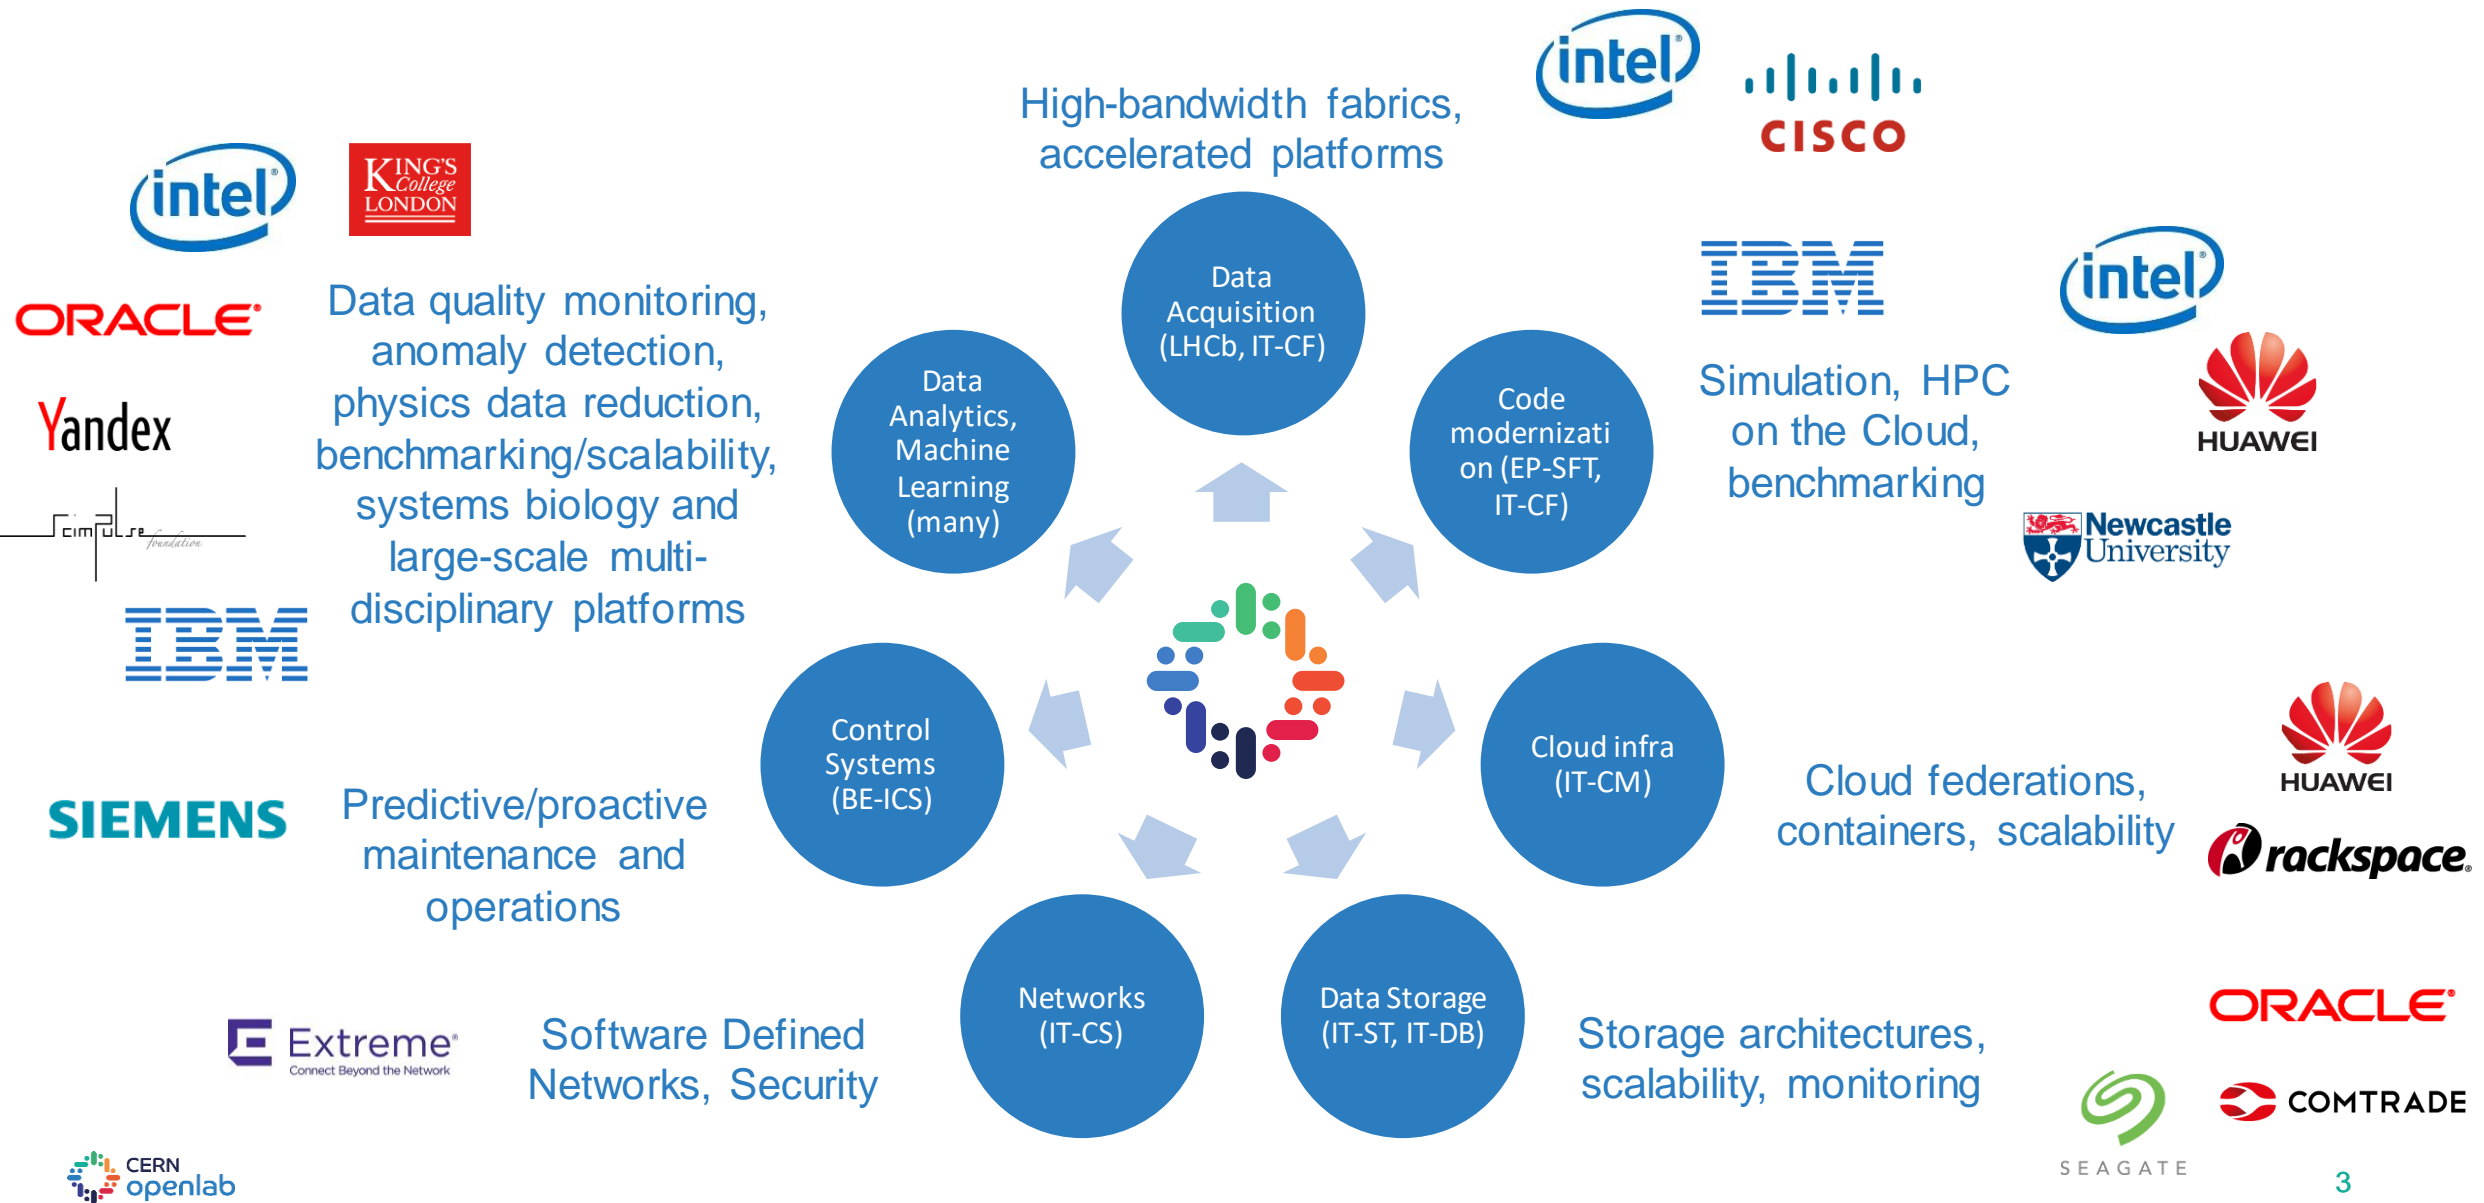 intel
CISCO
High-bandwidth fabrics,
accelerated platforms
intel
KING'S
College
LONDON
ORACLE
Yandex
cimpulse
foundation
IBM
Data quality monitoring,
anomaly detection,
physics data reduction,
benchmarking/scalability,
systems biology and
large-scale multi-
disciplinary platforms
Data
Acquisition
(LHCb, IT-CF)
Data
Analytics,
Machine
Learning
(many)
Code
modernizati
on (EP-SFT,
IT-CF)
IBM
intel
HUAWEI
Simulation, HPC
on the Cloud,
benchmarking
Newcastle
University
Control
Systems
(BE-ICS)
Cloud infra
(IT-CM)
SIEMENS
Predictive/proactive
maintenance and
operations
Cloud federations,
containers, scalability
HUAWEI
rackspace
Networks
(IT-CS)
Data Storage
(IT-ST, IT-DB)
Extreme
Connect Beyond the Network
Software Defined
Networks, Security
Storage architectures,
scalability, monitoring
ORACLE
COMTRADE
SEAGATE
CERN
openlab
3